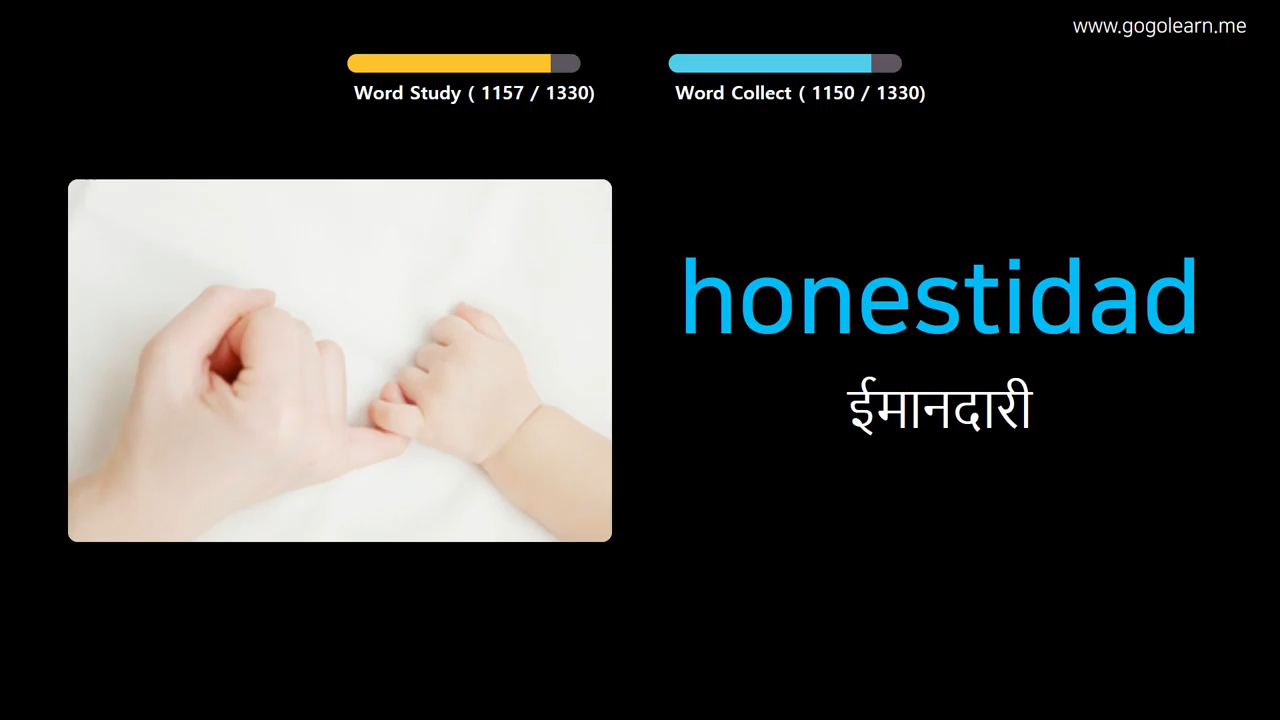 www.gogolearn.me
Word Study ( 1157 / 1330)
Word Collect ( 1150 / 1330)
honestidad
ईमानदारी